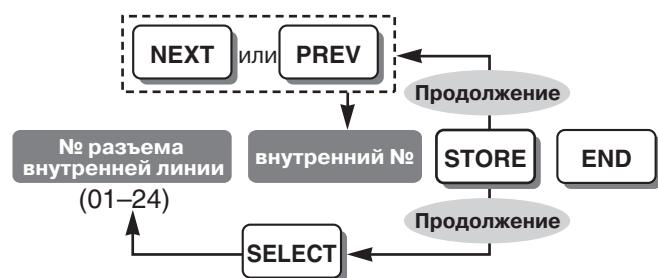 NEXT или PREV
Продолжение
№ разъема
внутренней линии
(01–24)
внутренний №
STORE
END
Продолжение
SELECT